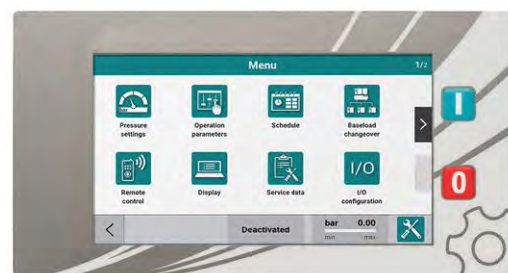 Menu
1/2
Pressure
settings
Operation
parameters
Schedule
Baseload
changeover
Remote
control
Display
Service data
I/O
I/O
configuration
Deactivated
bar 0.00
min max
I
0